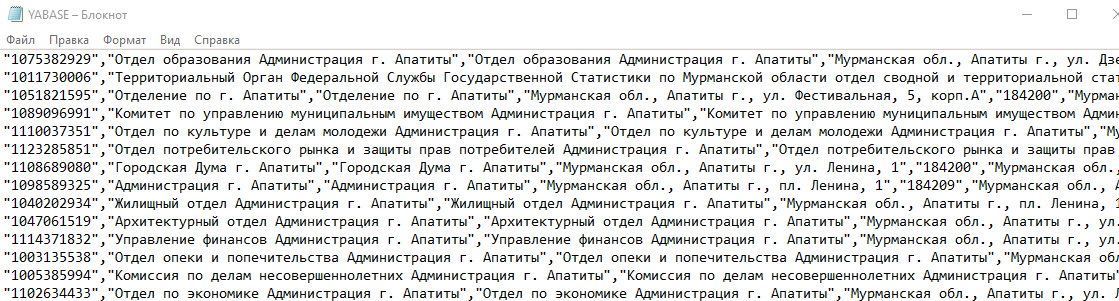 YABASE – Блокнот
Файл Правка Формат Вид Справка
"1075382929","Отдел образования Администрация г. Апатиты","Отдел образования Администрация г. Апатиты","Мурманская обл., Апатиты г., ул. Дзе
"1011730006","Территориальный Орган Федеральной Службы Государственной Статистики по Мурманской области отдел сводной и территориальной ста
"1051821595","Отделение по г. Апатиты","Отделение по г. Апатиты","Мурманская обл., Апатиты г., ул. Фестивальная, 5, корп.А","184200","Мурман
"1089096991","Комитет по управлению муниципальным имуществом Администрация г. Апатиты","Комитет по управлению муниципальным имуществом Админ
"1110037351","Отдел по культуре и делам молодежи Администрация г. Апатиты","Отдел по культуре и делам молодежи Администрация г. Апатиты","Му
"1123285851","Отдел потребительского рынка и защиты прав потребителей Администрация г. Апатиты","Отдел потребительского рынка и защиты прав
"1108689080","Городская Дума г. Апатиты","Городская Дума г. Апатиты","Мурманская обл., Апатиты г., ул. Ленина, 1","184200","Мурманская обл.,
"1098589325","Администрация г. Апатиты","Администрация г. Апатиты","Мурманская обл., Апатиты г., пл. Ленина, 1","184209","Мурманская обл., А
"1040202934","Жилищный отдел Администрация г. Апатиты","Жилищный отдел Администрация г. Апатиты","Мурманская обл., Апатиты г., пл. Ленина, 1
"1047061519","Архитектурный отдел Администрация г. Апатиты","Архитектурный отдел Администрация г. Апатиты","Мурманская обл., Апатиты г., ул.
"1114371832","Управление финансов Администрация г. Апатиты","Управление финансов Администрация г. Апатиты","Мурманская обл., Апатиты г., ул.
"1003135538","Отдел опеки и попечительства Администрация г. Апатиты","Отдел опеки и попечительства Администрация г. Апатиты","Мурманская обл
"1005385994","Комиссия по делам несовершеннолетних Администрация г. Апатиты","Комиссия по делам несовершеннолетних Администрация г. Апатиты"
"1102634433","Отдел по экономике Администрация г. Апатиты","Отдел по экономике Администрация г. Апатиты","Мурманская обл., Апатиты г., ул. Л